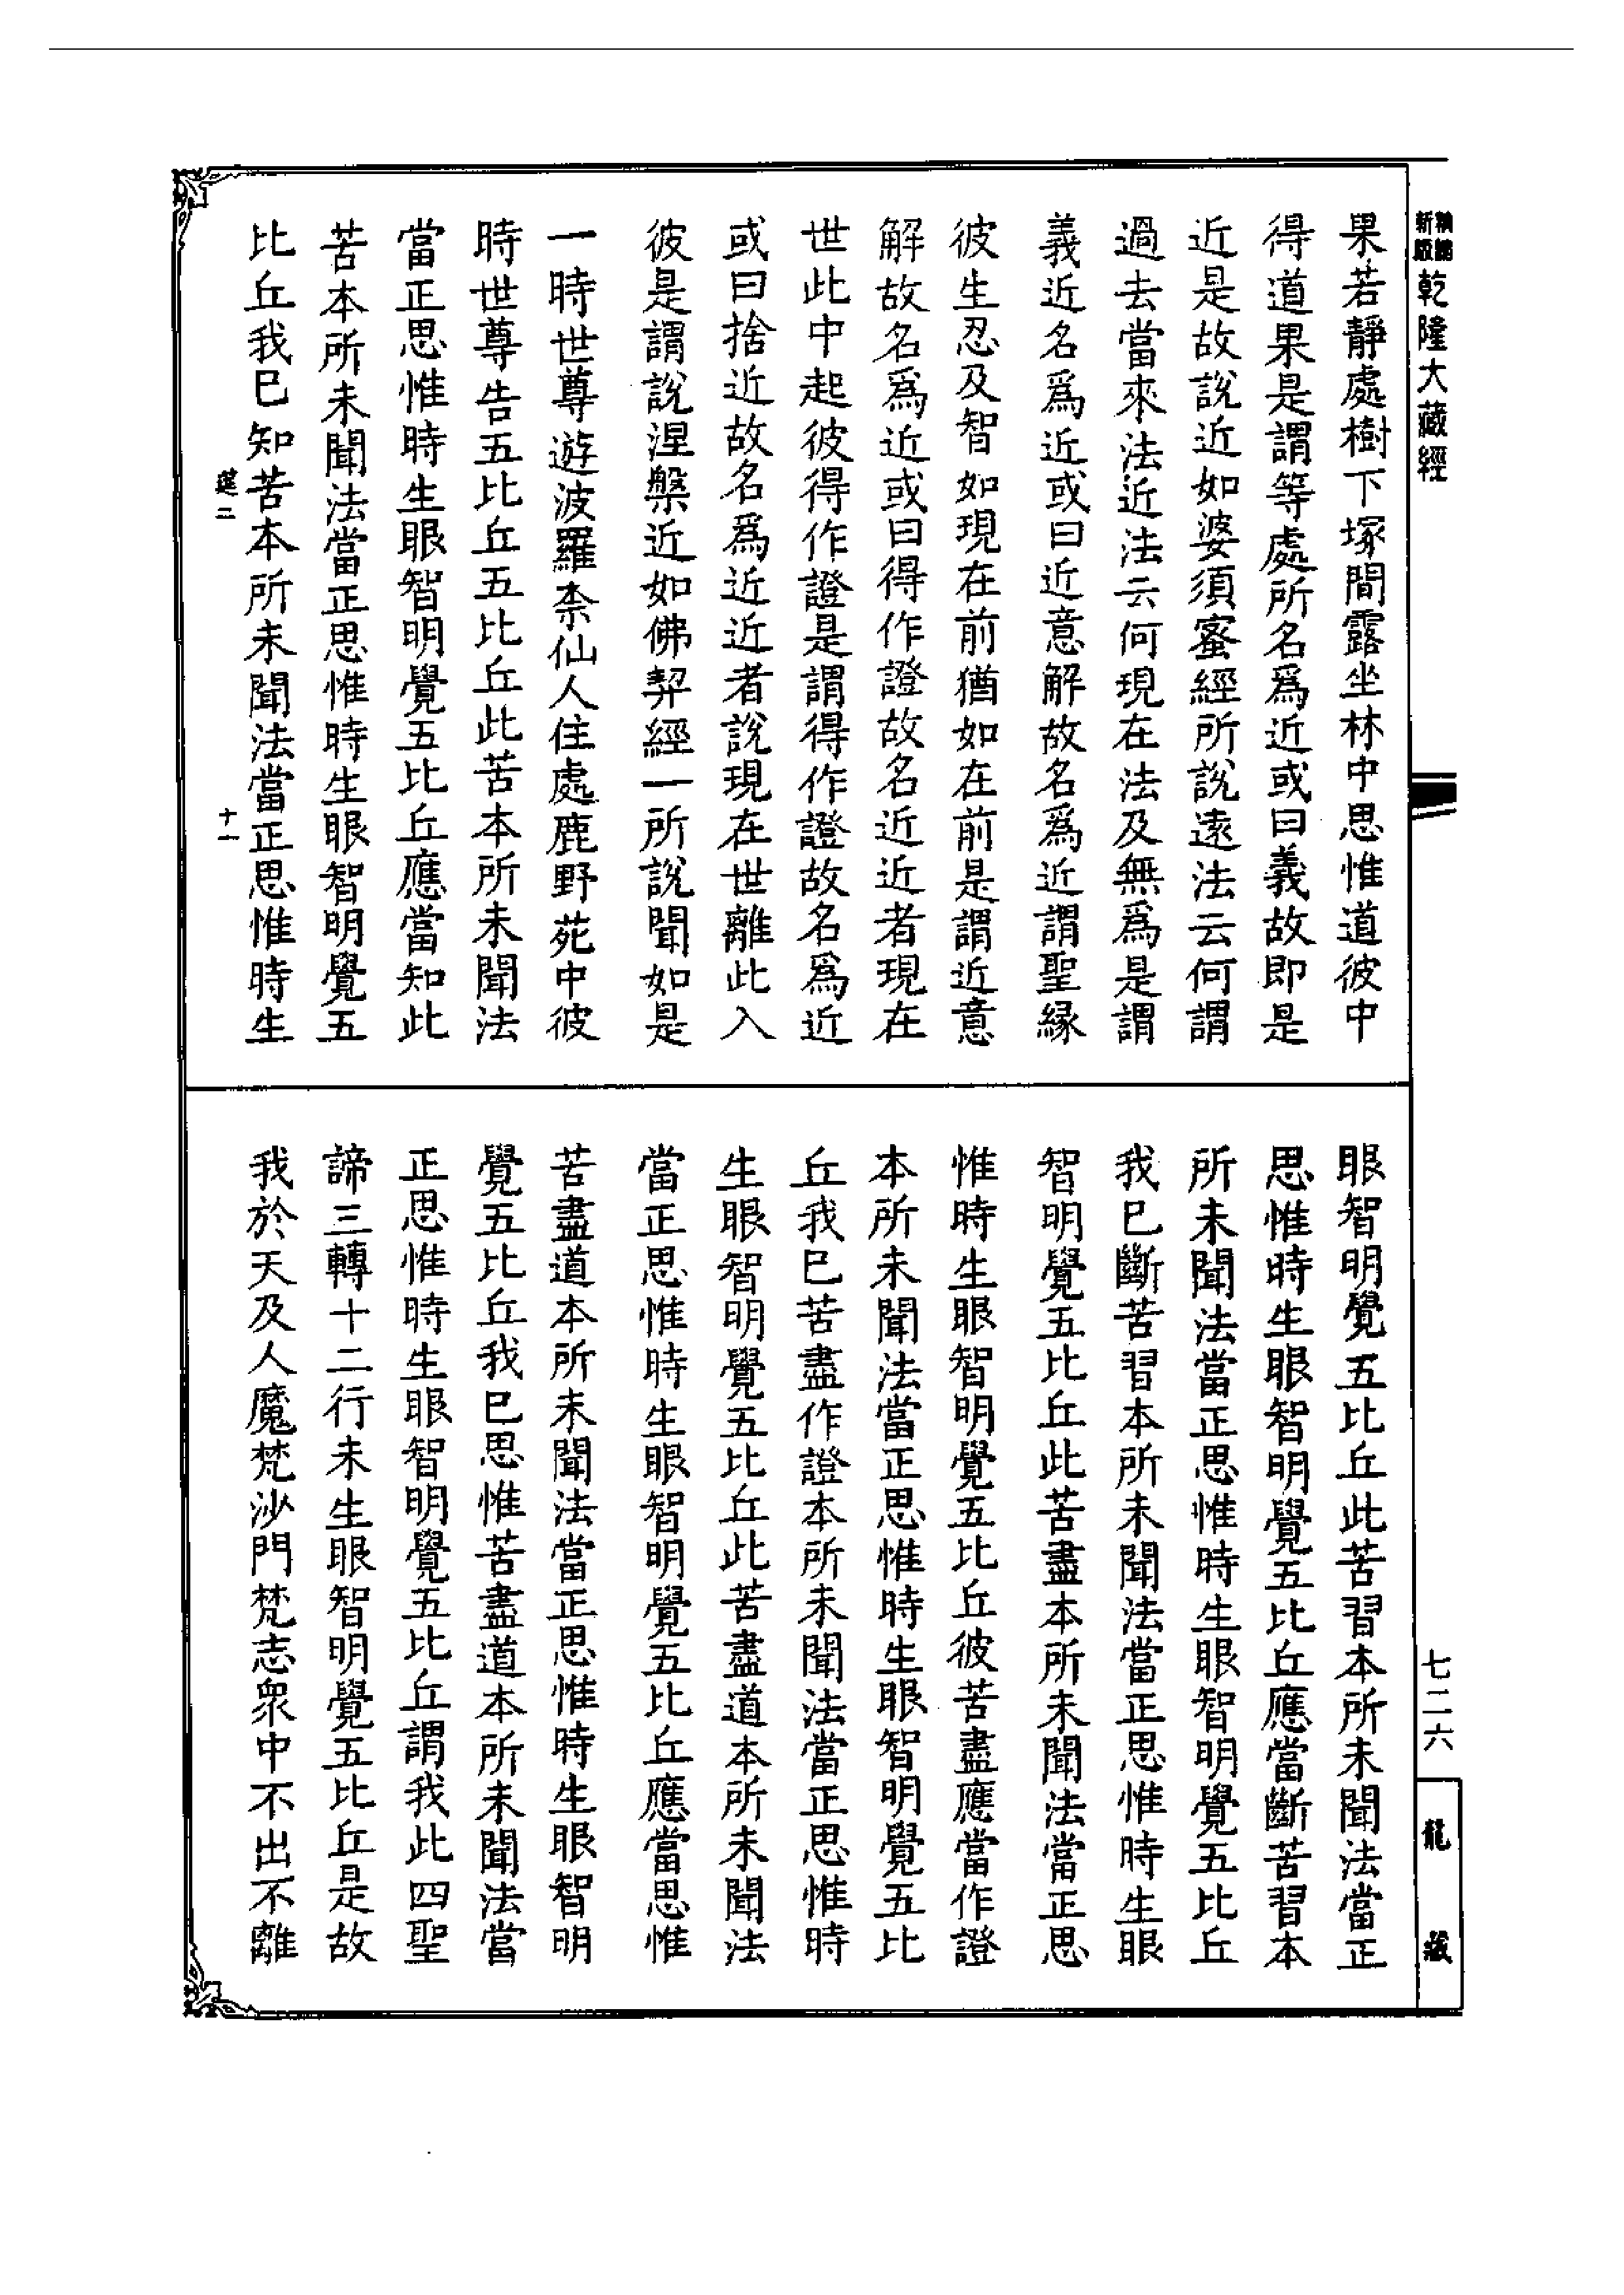 新版
精縮
乾隆大藏經
果若靜處樹下塚間露坐林中思惟道彼中
得道果是謂等處所名爲近或曰義故即是
近是故說近如婆須蜜經所說遠法云何謂
過去當來法近法云何現在法及無爲是謂
義近名爲近或曰近意解故名爲近謂聖緣
彼生忍及智如現在前猶如在前是謂近意
解故名爲近或曰得作證故名近近者現在
世此中起彼得作證是謂得作證故名爲近
或曰捨近故名爲近近者說現在世離此入
彼是謂說涅槃近如佛契經一所說聞如是
一時世尊遊波羅柰仙人住處鹿野苑中彼
時世尊告五比丘五比丘此苦本所未聞法
當正思惟時生眼智明覺五比丘應當知此
苦本所未聞法當正思惟時生眼智明覺五
比丘我已知苦本所未聞法當正思惟時生
十一
眼智明覺五比丘此苦習本所未聞法當正
思惟時生眼智明覺五比丘應當斷苦習本
所未聞法當正思惟時生眼智明覺五比丘
我已斷苦習本所未聞法當正思惟時生眼
智明覺五比丘此苦盡本所未聞法當正思
惟時生眼智明覺五比丘彼苦盡應當作證
本所未聞法當正思惟時生眼智明覺五比
丘我已苦盡作證本所未聞法當正思惟時
生眼智明覺五比丘此苦盡道本所未聞法
當正思惟時生眼智明覺五比丘應當思惟
苦盡道本所未聞法當正思惟時生眼智明
覺五比丘我已思惟苦盡道本所未聞法當
正思惟時生眼智明覺五比丘謂我此四聖
諦三轉十二行未生眼智明覺五比丘是故
我於天及人魔梵沙門梵志衆中不出不離
七二六
龍藏